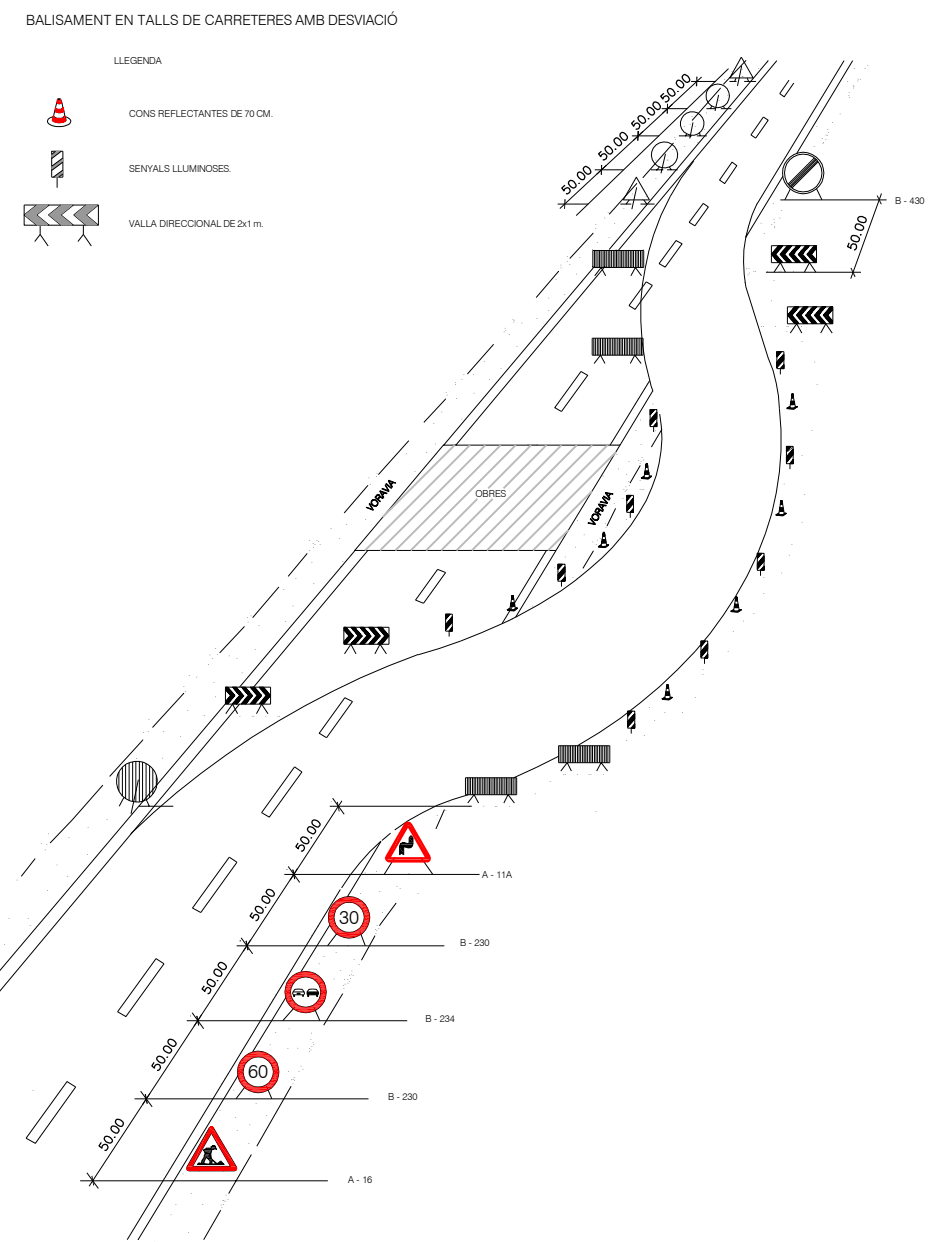 BALISAMENT EN TALLS DE CARRETERES AMB DESVIACIÓ
LLEGENDA
CONS REFLECTANTES DE 70 CM.
SENYALS LLUMINOSES.
VALLA DIRECCIONAL DE 2x1 m.
50.00
50.00
50.00
50.00
B - 430
50.00
VORAVIA
OBRES
VORAVIA
50.00
A - 11A
50.00
30
B - 230
50.00
B - 234
50.00
60
B - 230
50.00
A - 16